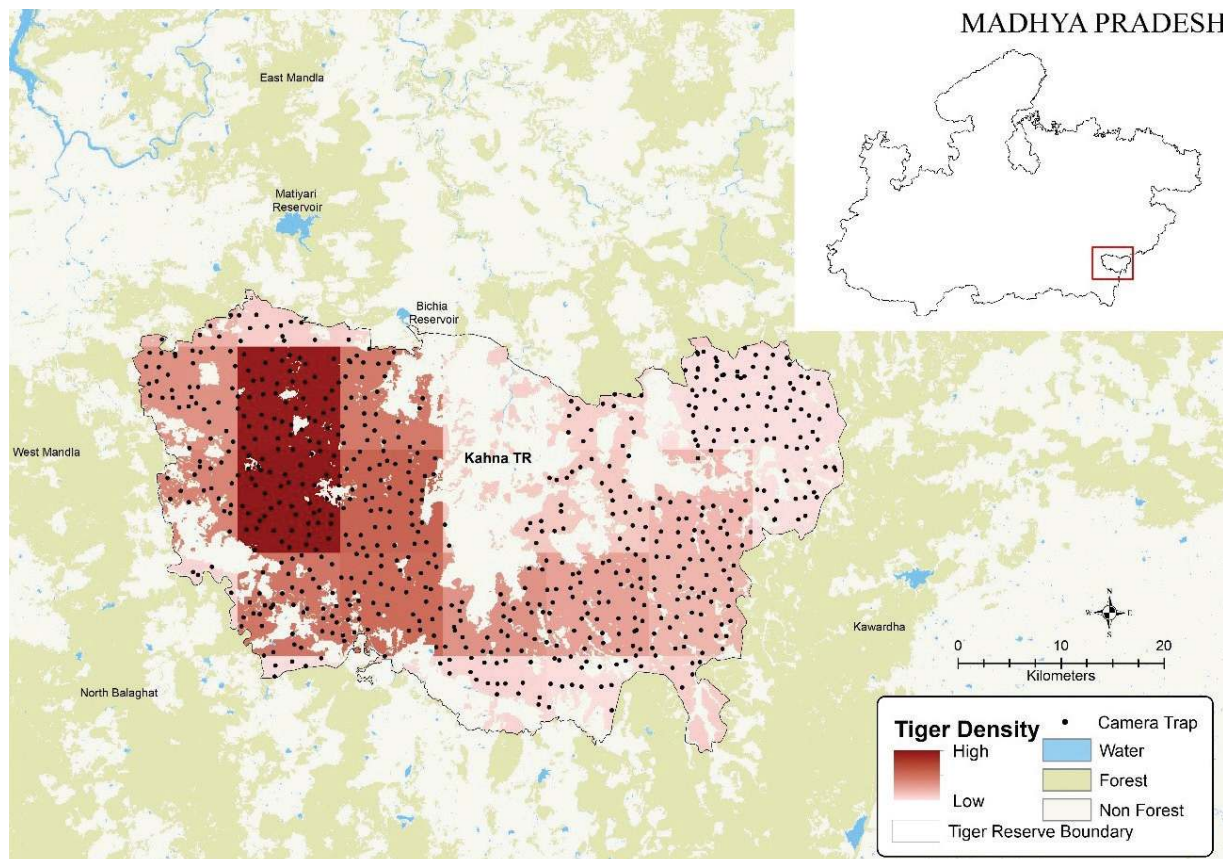 MADHYA PRADESH
East Mandla
Matiyari
Reservoir
Bichia
Reservoir
West Mandla
Kahna TR
Kawardha
North Balaghat
N
W E
S
0 10 20
Kilometers
Tiger Density
High
Low
Tiger Reserve Boundary
Camera Trap
Water
Forest
Non Forest